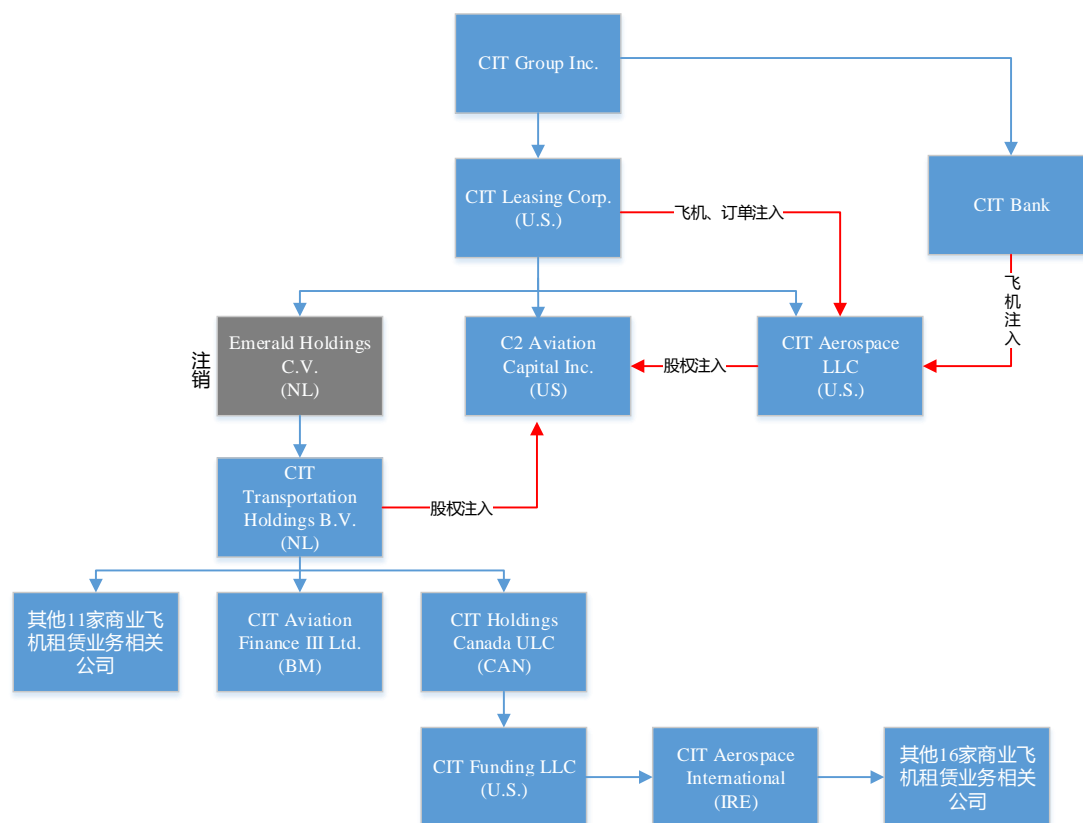 CIT Group Inc.
CIT Leasing Corp.
(U.S.)
飞机、订单注入
CIT Bank
飞机注入
注销
Emerald Holdings
C.V.
(NL)
C2 Aviation
Capital Inc.
(US)
股权注入
CIT Aerospace
LLC
(U.S.)
CIT
Transportation
Holdings B.V.
(NL)
股权注入
其他11家商业飞
机租赁业务相关
公司
CIT Aviation
Finance III Ltd.
(BM)
CIT Holdings
Canada ULC
(CAN)
CIT Funding LLC
(U.S.)
CIT Aerospace
International
(IRE)
其他16家商业飞
机租赁业务相关
公司